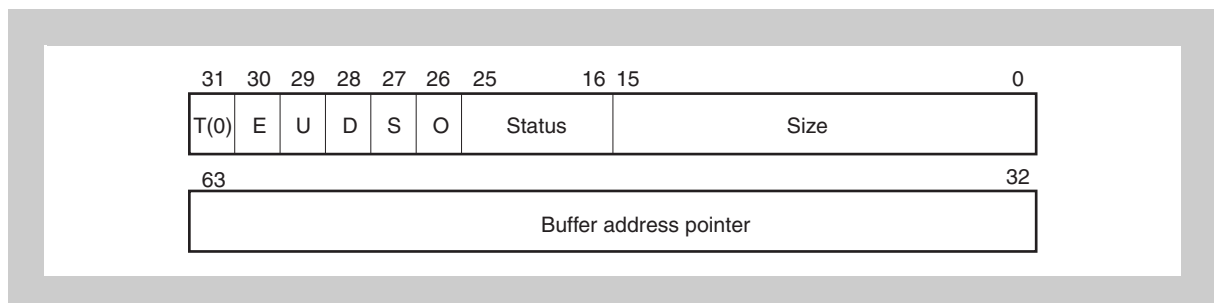 31 30 29 28 27 26 25 16 15 0
T(0) E U D S O Status Size
63 32
Buffer address pointer